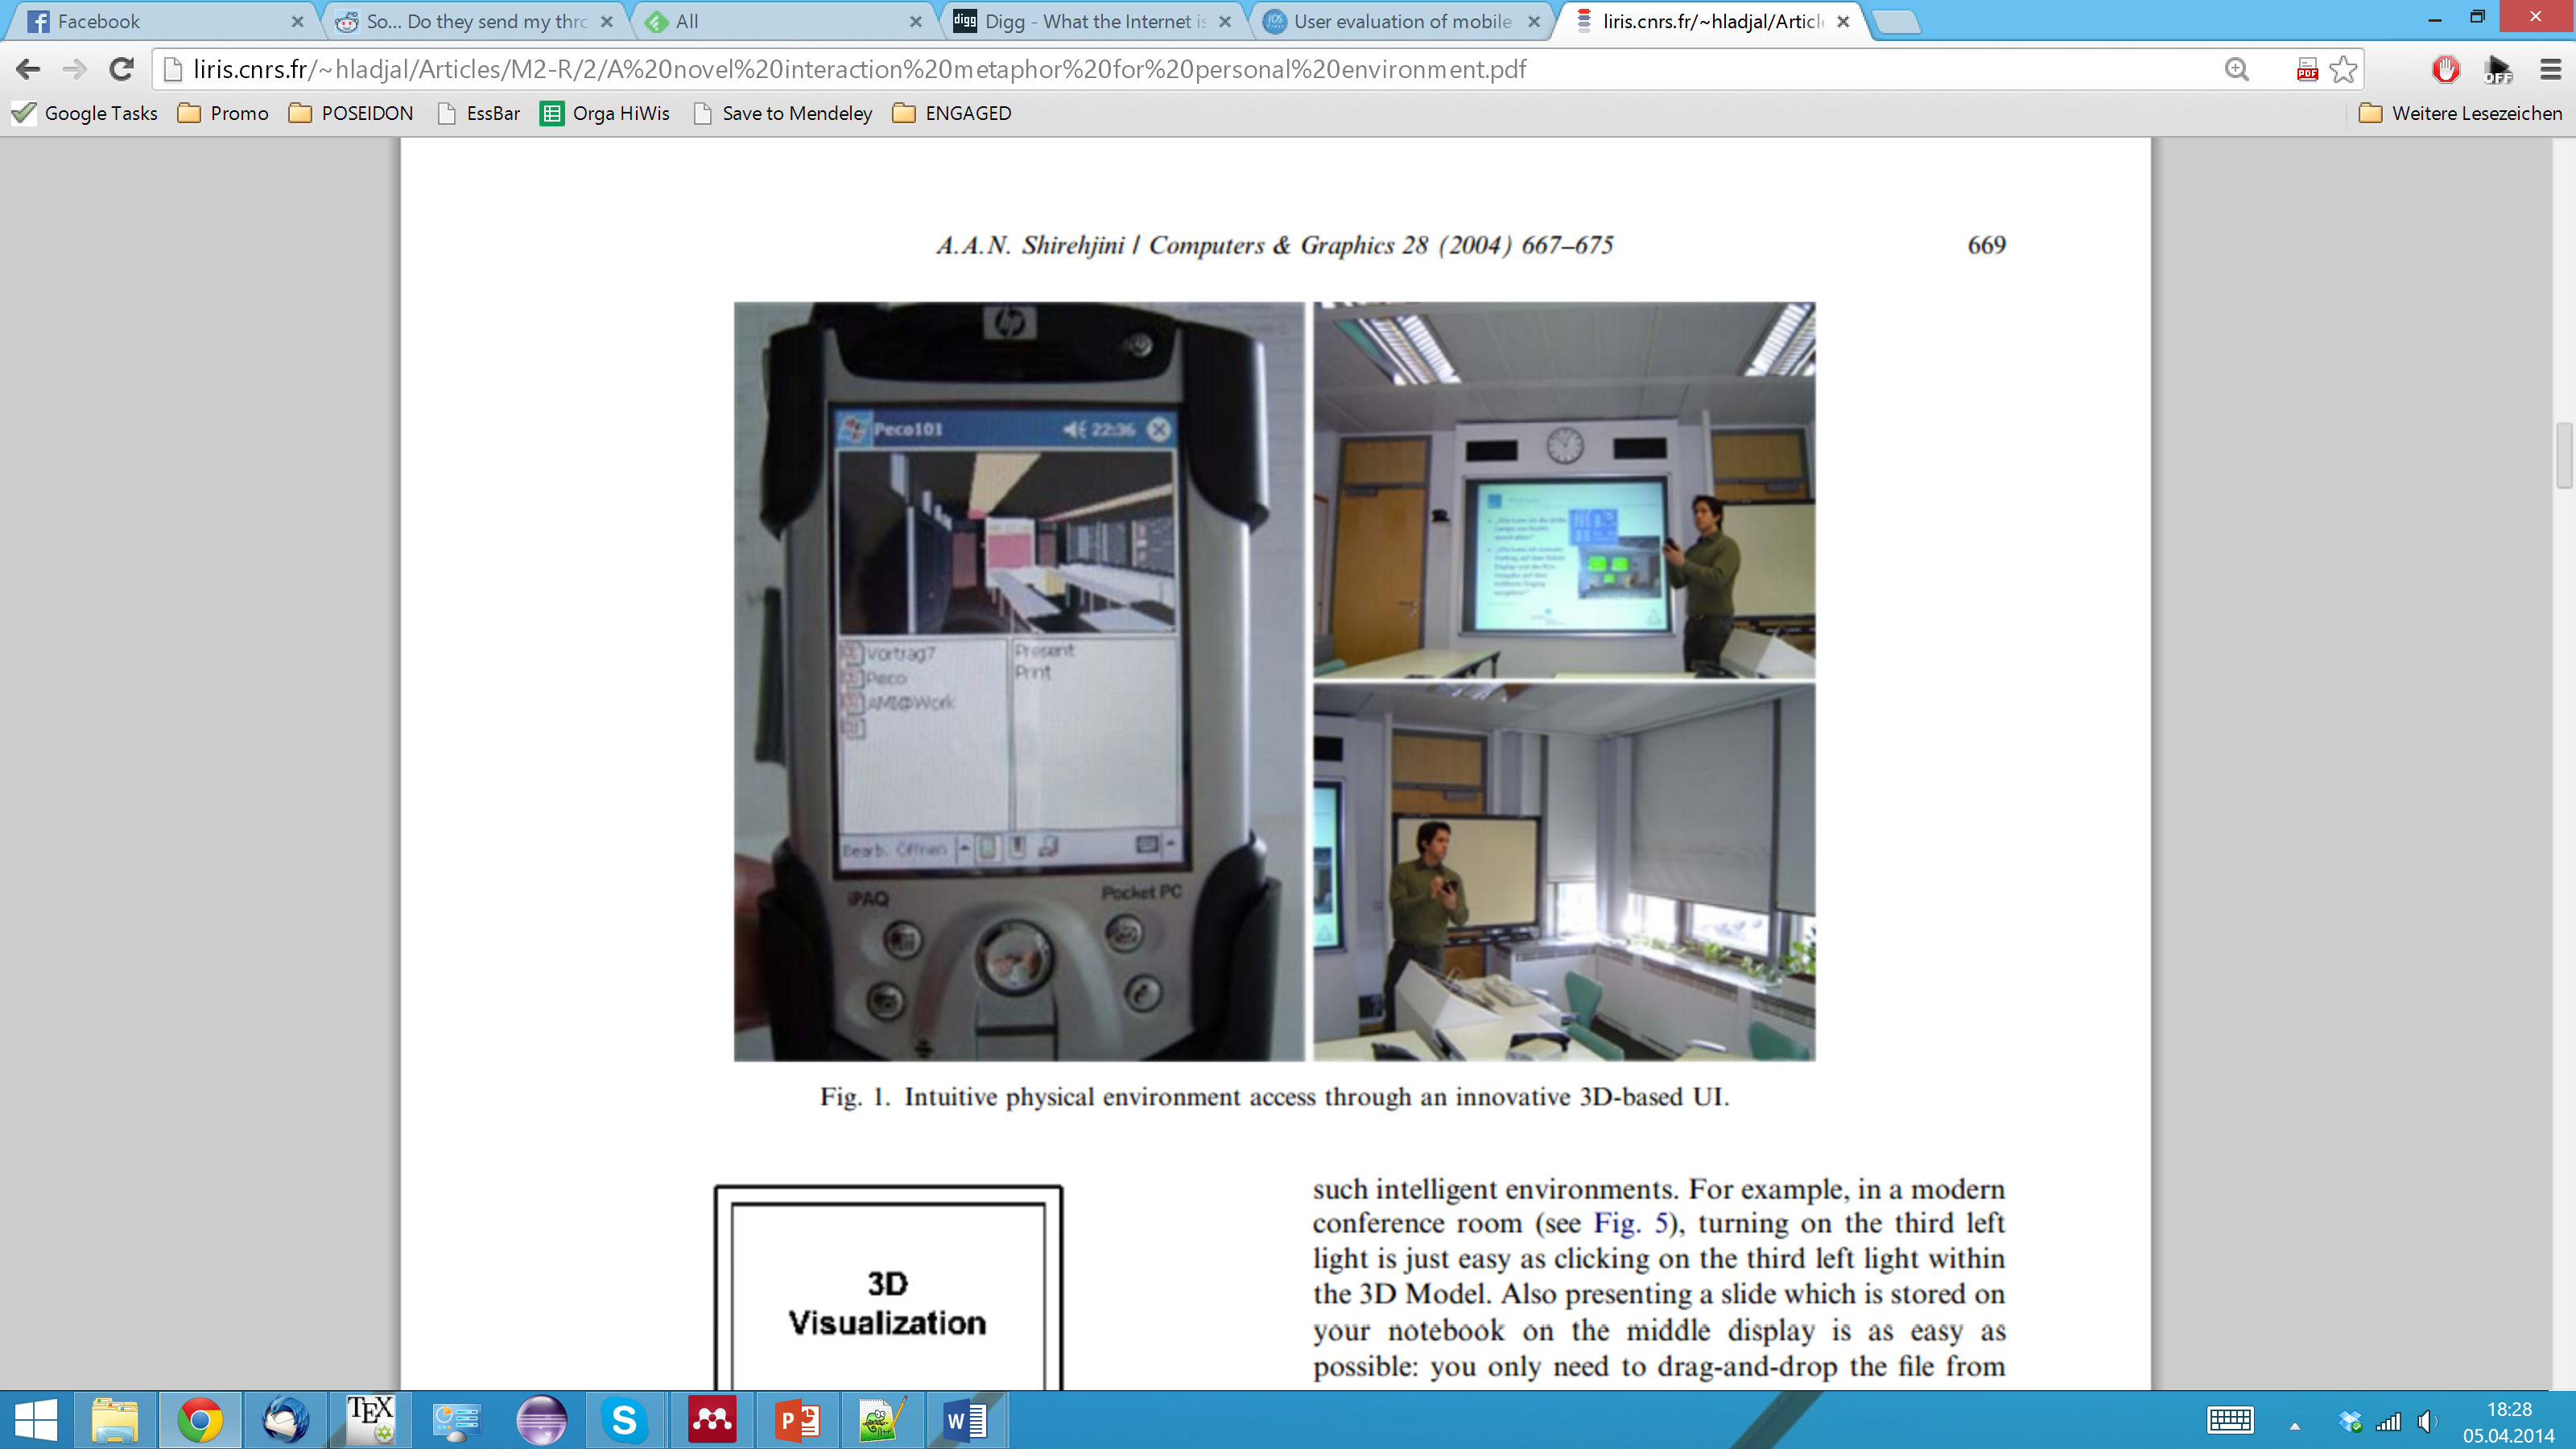 Facebook
So... Do they send my thro
All
digg
Digg - What the Internet is
User evaluation of mobile
liris.cnrs.fr/~hladjal/Articl
liris.cnrs.fr/~hladjal/Articles/M2-R/2/A%20novel%20interaction%20metaphor%20for%20personal%20environment.pdf
PDF
OFF
Google Tasks
Promo
POSEIDON
EssBar
Orga HiWis
Save to Mendeley
ENGAGED
Weitere Lesezeichen
A.A.N. Shirehjini / Computers & Graphics 28 (2004) 667–675
669
hp
Peco101
22:36
Vortrag7
Peco
AMI@Work
Present
Print
Bearb. Öffnen
iPAQ
Pocket PC
Fig. 1. Intuitive physical environment access through an innovative 3D-based UI.
3D
Visualization
such intelligent environments. For example, in a modern
conference room (see Fig. 5), turning on the third left
light is just easy as clicking on the third left light within
the 3D Model. Also presenting a slide which is stored on
your notebook on the middle display is as easy as
possible: you only need to drag-and-drop the file from
TEX
S
P
W
18:28
05.04.2014